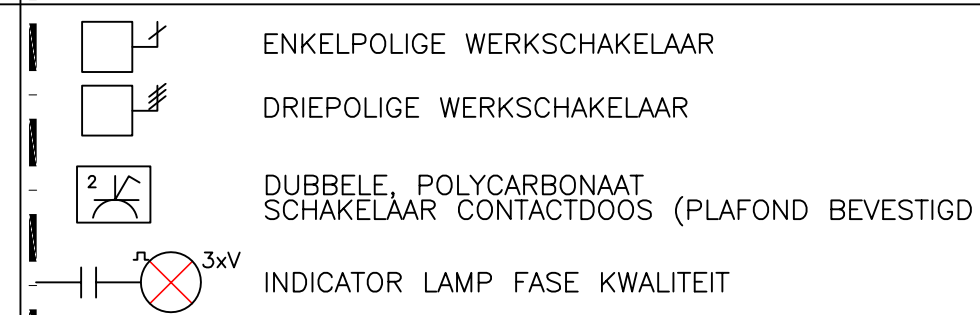 ENKELPOLIGE WERKSCHAKELAAR
DRIEPOLIGE WERKSCHAKELAAR
2
DUBBELE, POLYCARBONAAT
SCHAKELAAR CONTACTDOOS (PLAFOND BEVESTIGD
3xV
INDICATOR LAMP FASE KWALITEIT